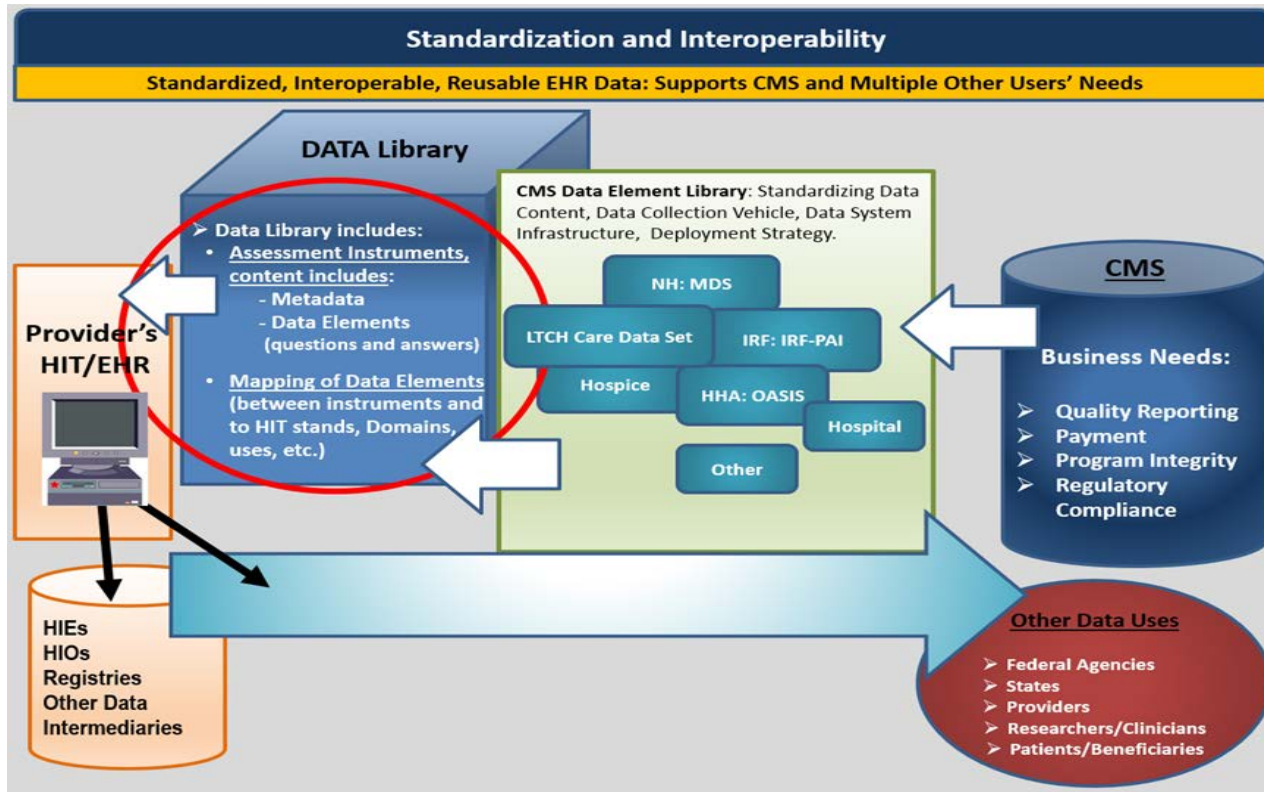 Standardization and Interoperability
Standardized, Interoperable, Reusable EHR Data: Supports CMS and Multiple Other Users' Needs
DATA Library
➢ Data Library includes:
• Assessment Instruments,
content includes:
- Metadata
- Data Elements
(questions and answers)
• Mapping of Data Elements
(between instruments and
to HIT stands, Domains,
uses, etc.)
Provider's
HIT/EHR
HIEs
HIOs
Registries
Other Data
Intermediaries
CMS Data Element Library: Standardizing Data
Content, Data Collection Vehicle, Data System
Infrastructure, Deployment Strategy.
NH: MDS
LTCH Care Data Set
IRF: IRF-PAI
Hospice
HHA: OASIS
Hospital
Other
CMS
Business Needs:
➢ Quality Reporting
➢ Payment
➢ Program Integrity
➢ Regulatory
Compliance
Other Data Uses
➢ Federal Agencies
➢ States
➢ Providers
➢ Researchers/Clinicians
➢ Patients/Beneficiaries